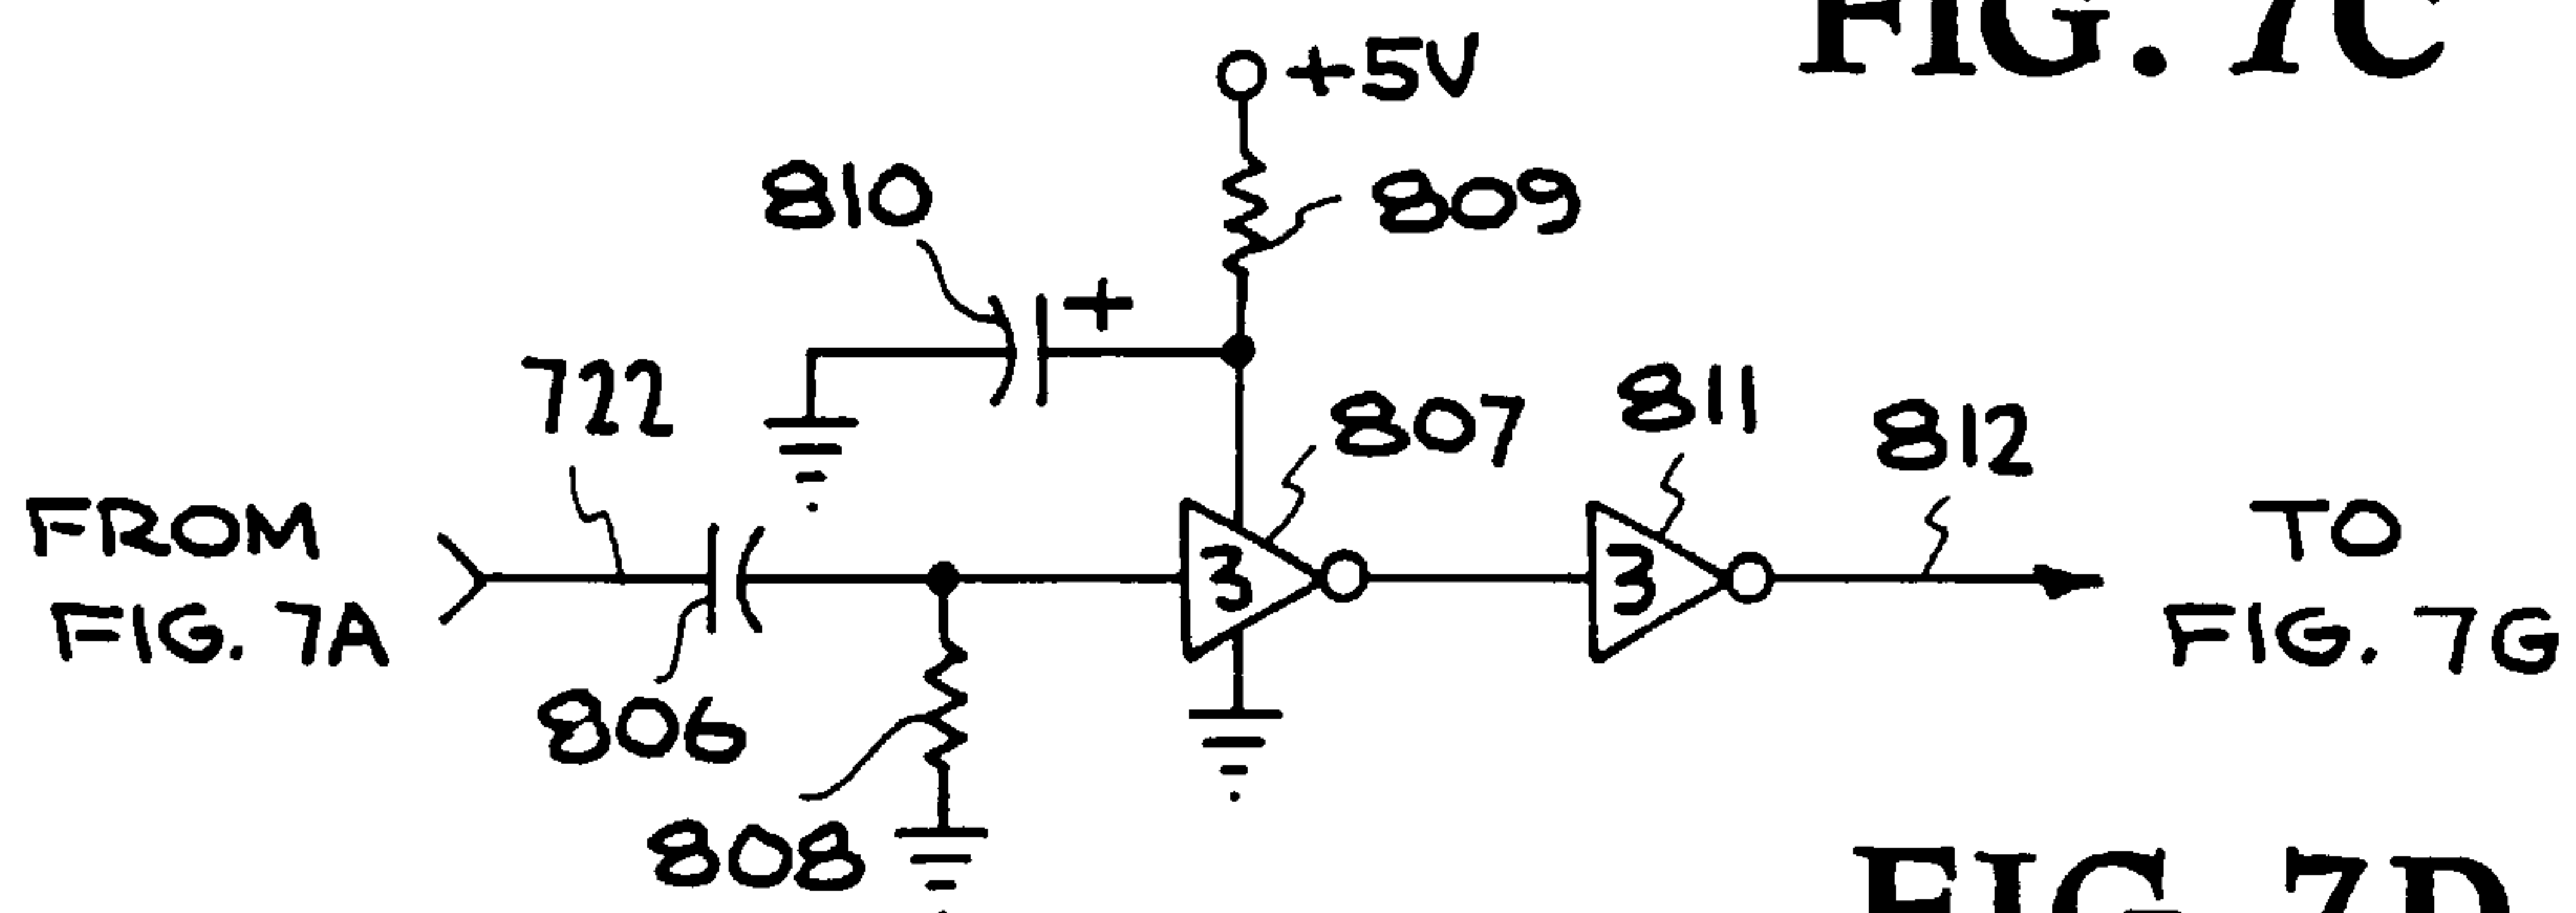 FIG. 7C
+5V
810
809
+
722
807
811
812
FROM
FIG. 7A
3
3
TO
FIG. 7G
806
808
FIG. 7D